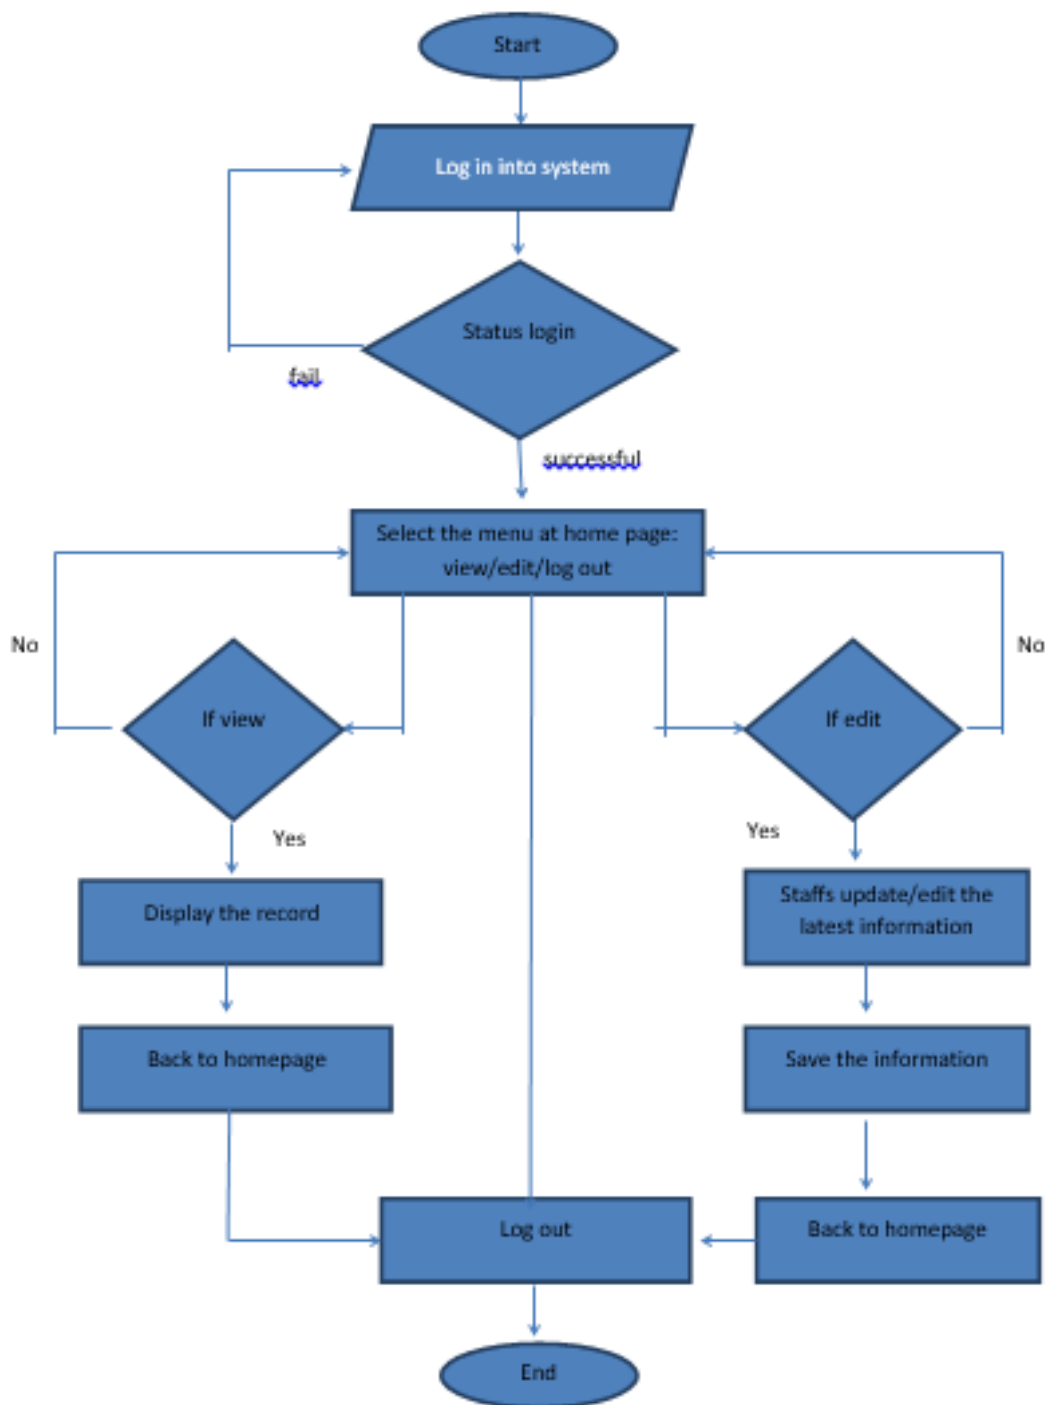 Start
Log in into system
Status login
fail
successful
Select the menu at home page:
view/edit/log out
No
No
If view
If edit
Yes
Yes
Display the record
Staffs update/edit the
latest information
Back to homepage
Save the information
Log out
Back to homepage
End